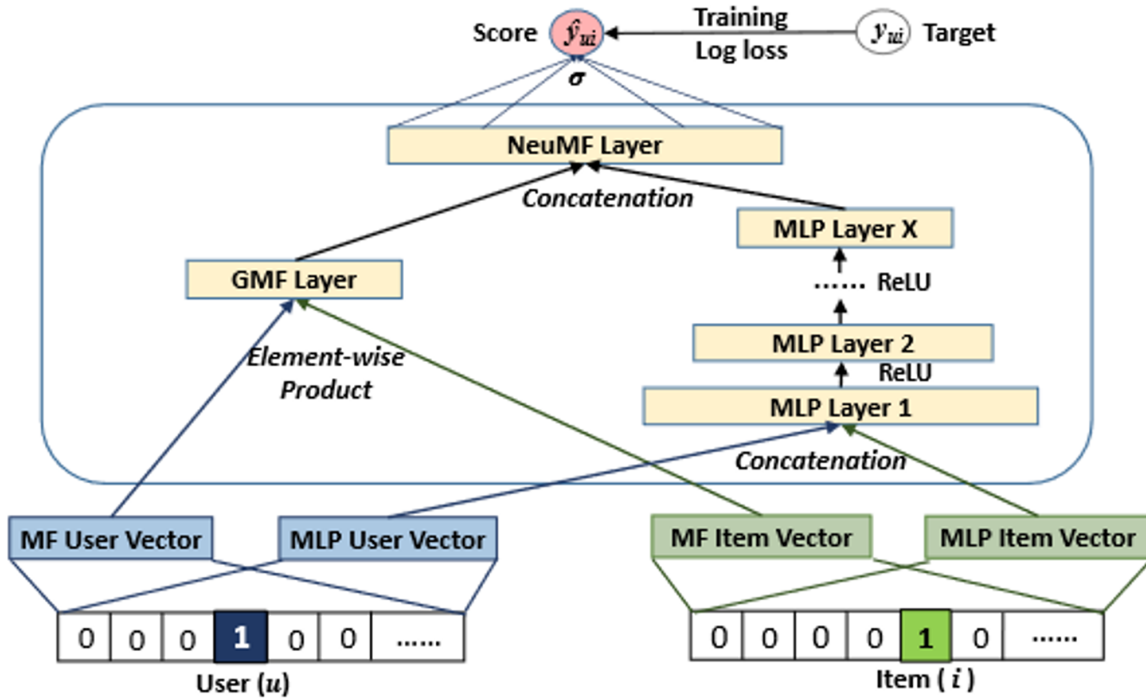 Score ŷui Training yui Target
Log loss
σ
NeuMF Layer
Concatenation
MLP Layer X
GMF Layer
...... ReLU
Element-wise
Product
MLP Layer 2
ReLU
MLP Layer 1
Concatenation
MF User Vector MLP User Vector MF Item Vector MLP Item Vector
0 0 0 1 0 0 ...... 0 0 0 0 1 0 ......
User (u) Item ( i )